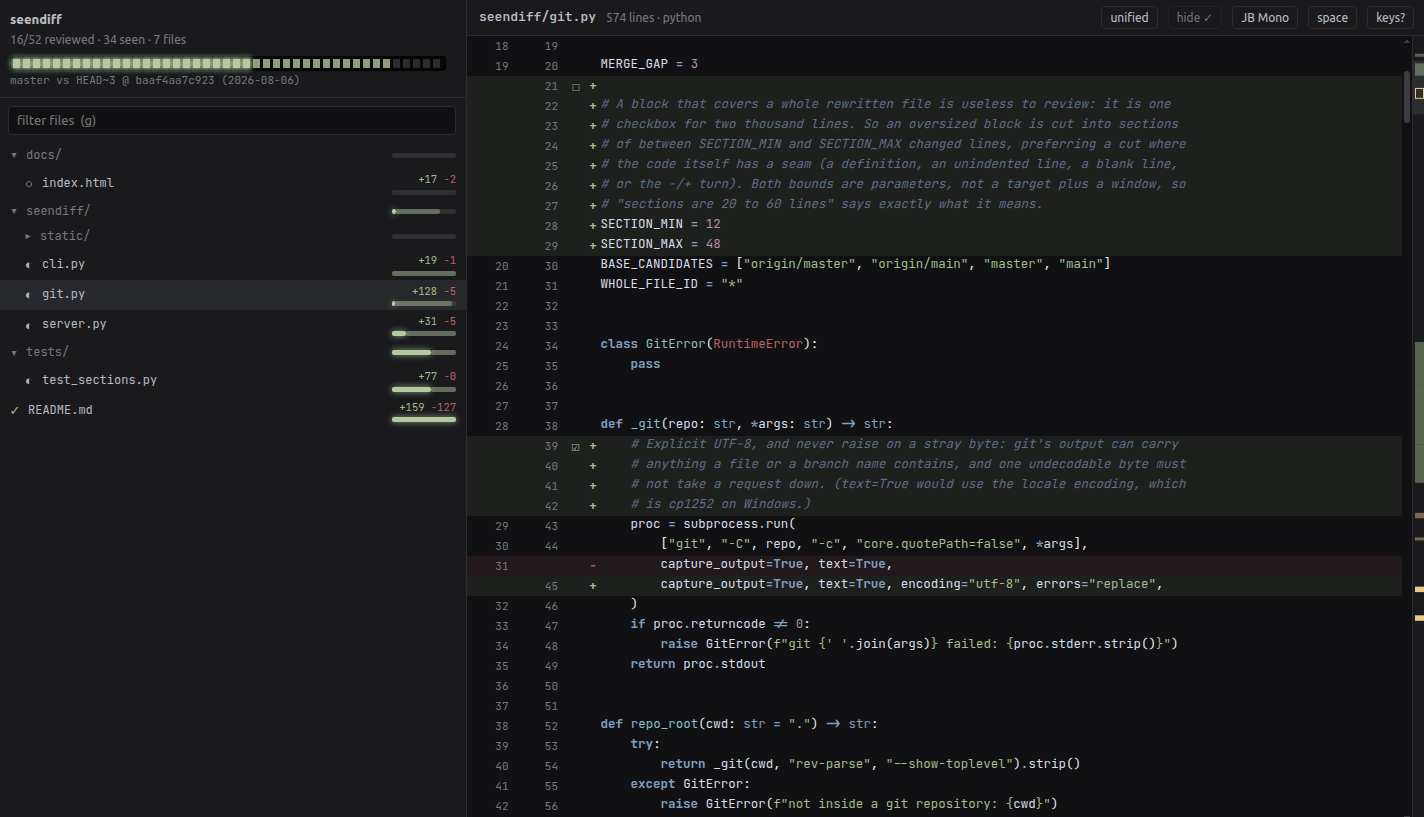 seendiff
16/52 reviewed · 34 seen · 7 files
master vs HEAD~3 @ baaf4aa7c923 (2026-08-06)
filter files (g)
▾ docs/
○ index.html +17 -2
▾ seendiff/
▸ static/
cli.py +19 -1
git.py +128 -5
server.py +31 -5
▾ tests/
test_sections.py +77 -0
✓ README.md +159 -127
seendiff/git.py 574 lines · python
unified hide ✓ JB Mono space keys?
18 19
19 20 MERGE_GAP = 3
21 ☐ +
22 + # A block that covers a whole rewritten file is useless to review: it is one
23 + # checkbox for two thousand lines. So an oversized block is cut into sections
24 + # of between SECTION_MIN and SECTION_MAX changed lines, preferring a cut where
25 + # the code itself has a seam (a definition, an unindented line, a blank line,
26 + # or the -/+ turn). Both bounds are parameters, not a target plus a window, so
27 + # "sections are 20 to 60 lines" says exactly what it means.
28 + SECTION_MIN = 12
29 + SECTION_MAX = 48
20 30 BASE_CANDIDATES = ["origin/master", "origin/main", "master", "main"]
21 31 WHOLE_FILE_ID = "*"
22 32
23 33
24 34 class GitError(RuntimeError):
25 35     pass
26 36
27 37
28 38 def _git(repo: str, *args: str) -> str:
39 ☑ +     # Explicit UTF-8, and never raise on a stray byte: git's output can carry
40 +     # anything a file or a branch name contains, and one undecodable byte must
41 +     # not take a request down. (text=True would use the locale encoding, which
42 +     # is cp1252 on Windows.)
29 43     proc = subprocess.run(
30 44         ["git", "-C", repo, "-c", "core.quotePath=false", *args],
31 -         capture_output=True, text=True,
45 +         capture_output=True, text=True, encoding="utf-8", errors="replace",
32 46     )
33 47     if proc.returncode != 0:
34 48         raise GitError(f"git {' '.join(args)} failed: {proc.stderr.strip()}")
35 49     return proc.stdout
36 50
37 51
38 52 def repo_root(cwd: str = ".") -> str:
39 53     try:
40 54         return _git(cwd, "rev-parse", "--show-toplevel").strip()
41 55     except GitError:
42 56         raise GitError(f"not inside a git repository: {cwd}")